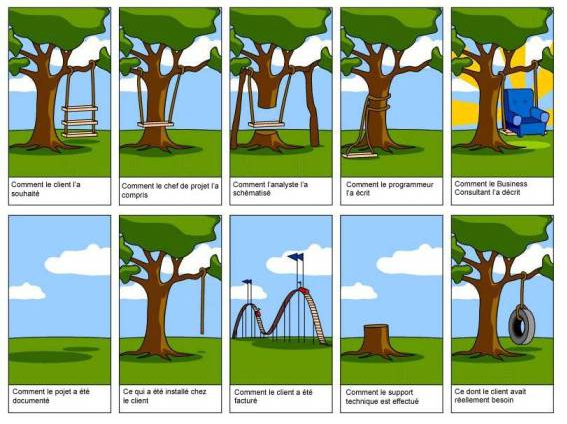 Comment le client l'a
souhaité
Comment le chef de projet l'a
compris
Comment l'analyste l'a
schématisé
Comment le programmeur
l'a écrit
Comment le Business
Consultant l'a décrit
Comment le pojet a été
documenté
Ce qui a été installé chez
le client
Comment le client a été
facturé
Comment le support
technique est effectué
Ce dont le client avait
réellement besoin